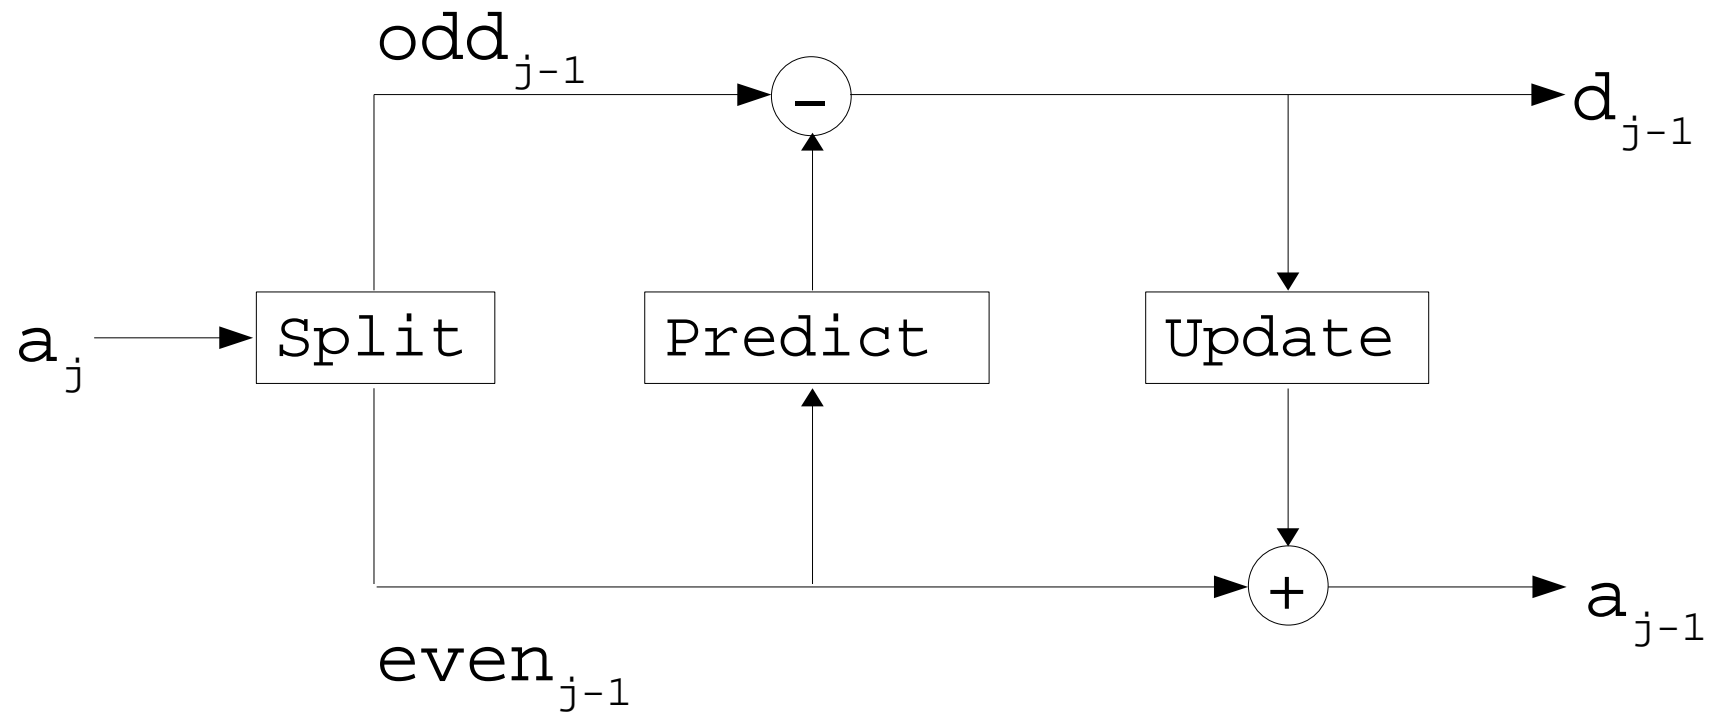 odd j-1
-
d j-1
a j
Split
Predict
Update
+
a j-1
even j-1